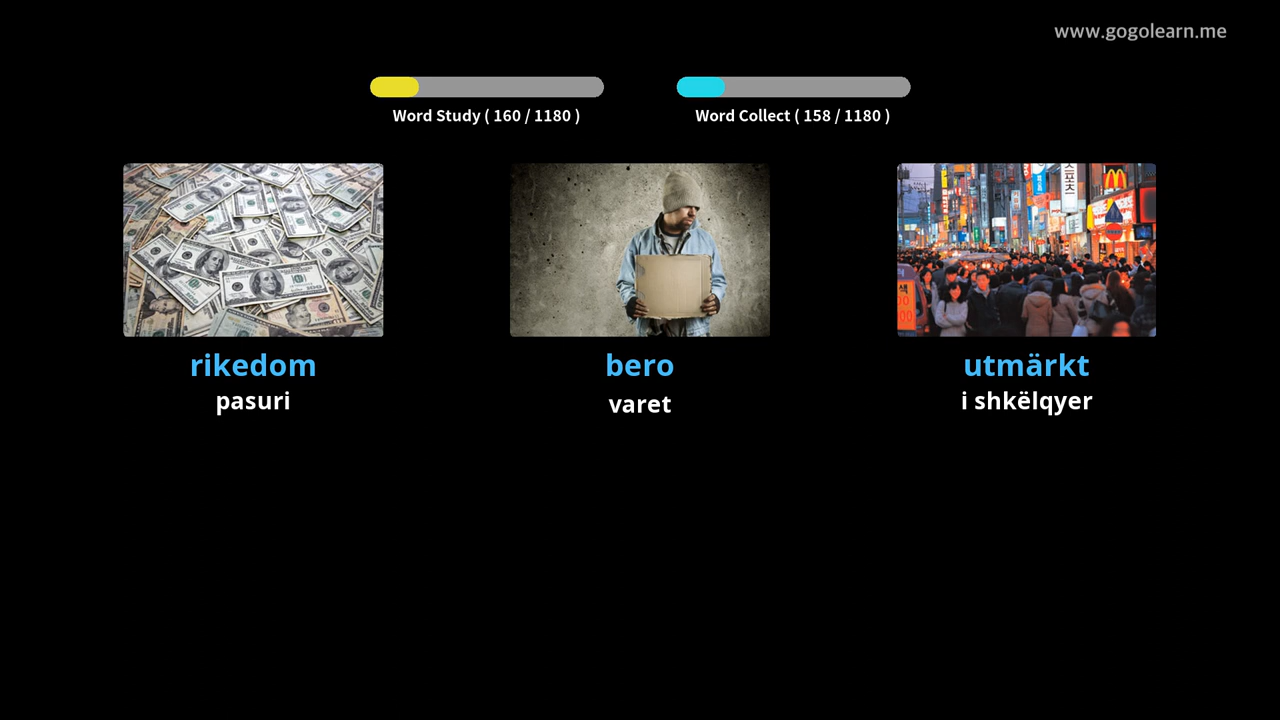 www.gogolearn.me
Word Study ( 160 / 1180 )
Word Collect ( 158 / 1180 )
rikedom
bero
utmärkt
pasuri
varet
i shkëlqyer